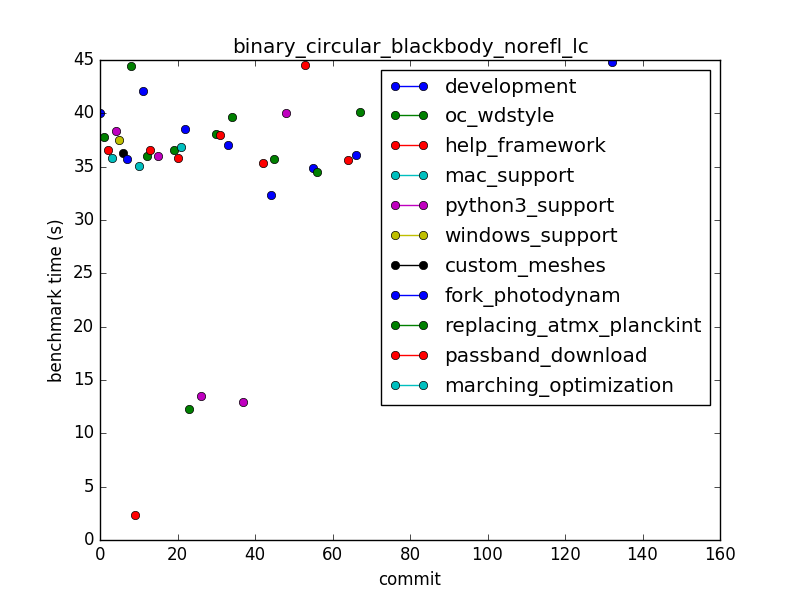 binary_circular_blackbody_norefl_lc
45
40
35
30
25
20
15
10
5
0
benchmark time (s)
development
oc_wdstyle
help_framework
mac_support
python3_support
windows_support
custom_meshes
fork_photodynam
replacing_atmx_planckint
passband_download
marching_optimization
0 20 40 60 80 100 120 140 160
commit